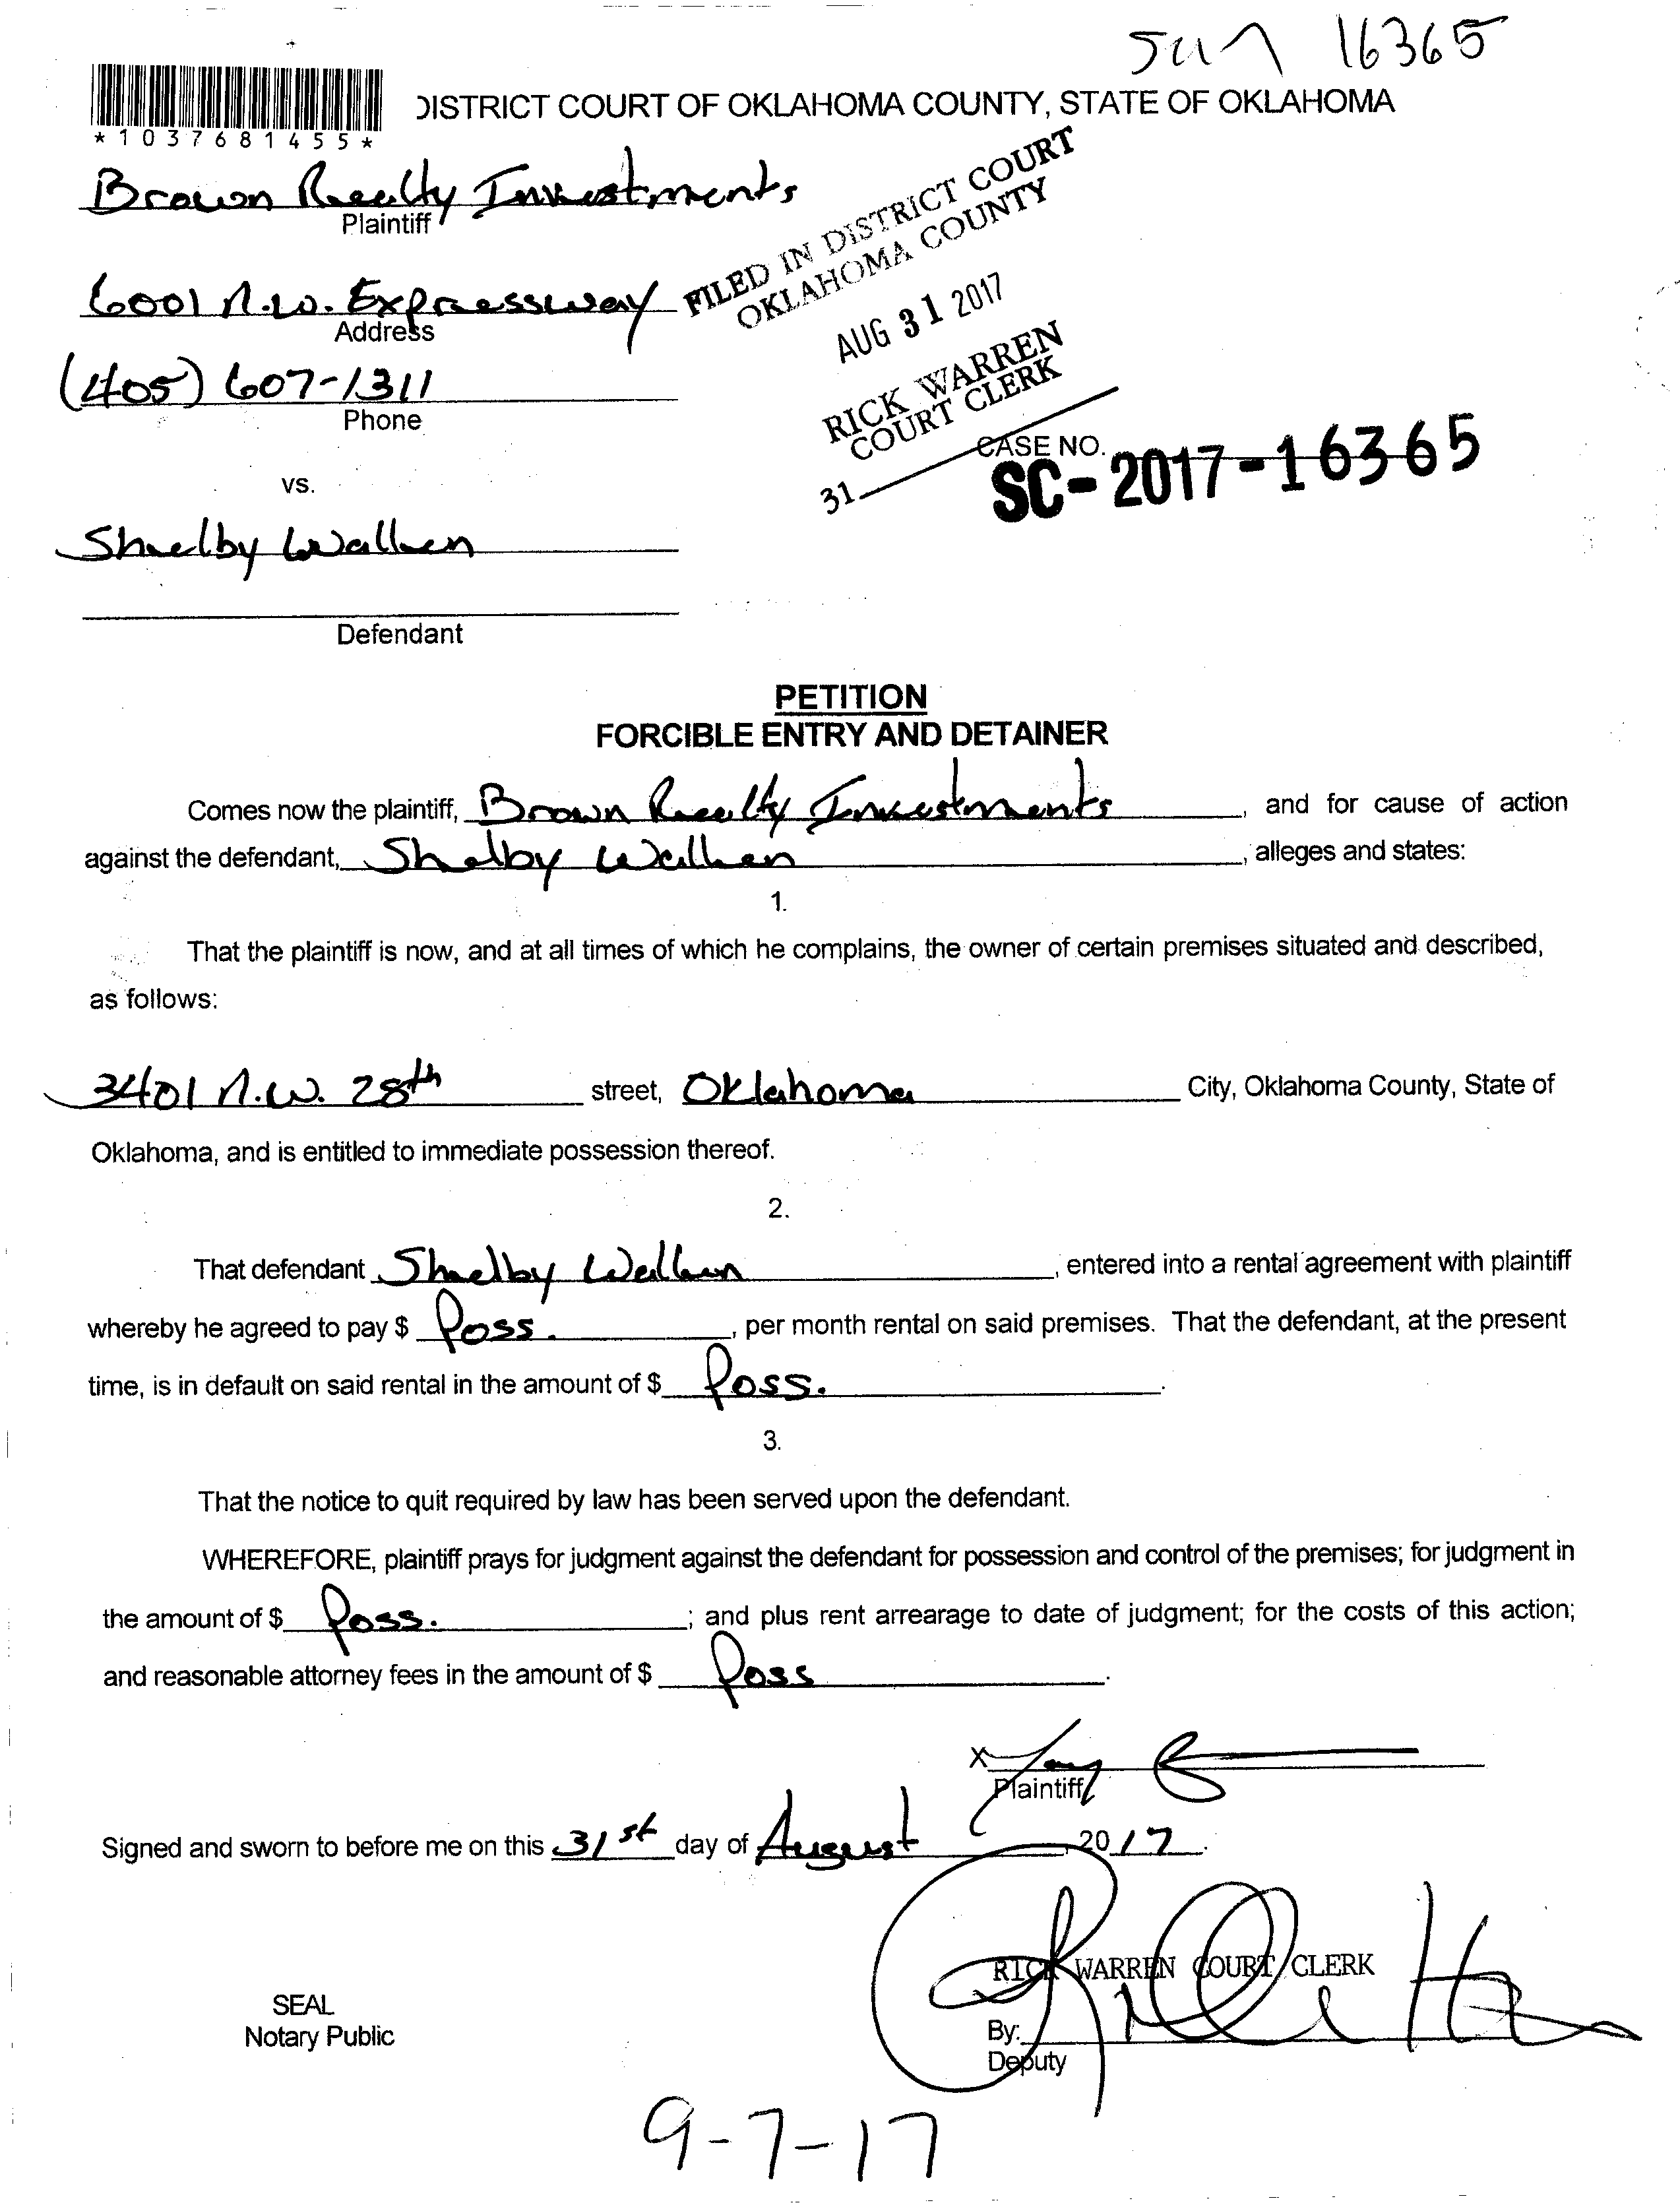 16365
DISTRICT COURT OF OKLAHOMA COUNTY, STATE OF OKLAHOMA
*1037681455*
Brown Realty Investments
Plaintiff
FILED IN DISTRICT COURT
OKLAHOMA COUNTY
AUG 31 2017
RICK WARREN
COURT CLERK
31
6001 N.W. Expressway
Address
(405) 607-1311
Phone
CASE NO.
SC-2017-16365
vs.
Shelby Wallen
Defendant
PETITION
FORCIBLE ENTRY AND DETAINER
Comes now the plaintiff, Brown Realty Investments, and for cause of action
against the defendant, Shelby Wallen, alleges and states:
1.
That the plaintiff is now, and at all times of which he complains, the owner of certain premises situated and described,
as follows:
3401 N.W. 28th street, Oklahoma City, Oklahoma County, State of
Oklahoma, and is entitled to immediate possession thereof.
2.
That defendant Shelby Wallen, entered into a rental agreement with plaintiff
whereby he agreed to pay $ Poss., per month rental on said premises. That the defendant, at the present
time, is in default on said rental in the amount of $ Poss..
3.
That the notice to quit required by law has been served upon the defendant.
WHEREFORE, plaintiff prays for judgment against the defendant for possession and control of the premises; for judgment in
the amount of $ Poss.; and plus rent arrearage to date of judgment; for the costs of this action;
and reasonable attorney fees in the amount of $ Poss.
X
Plaintiff
Signed and sworn to before me on this 31st day of August, 2017.
RICK WARREN COURT CLERK
SEAL
Notary Public
By:
Deputy
9-7-17